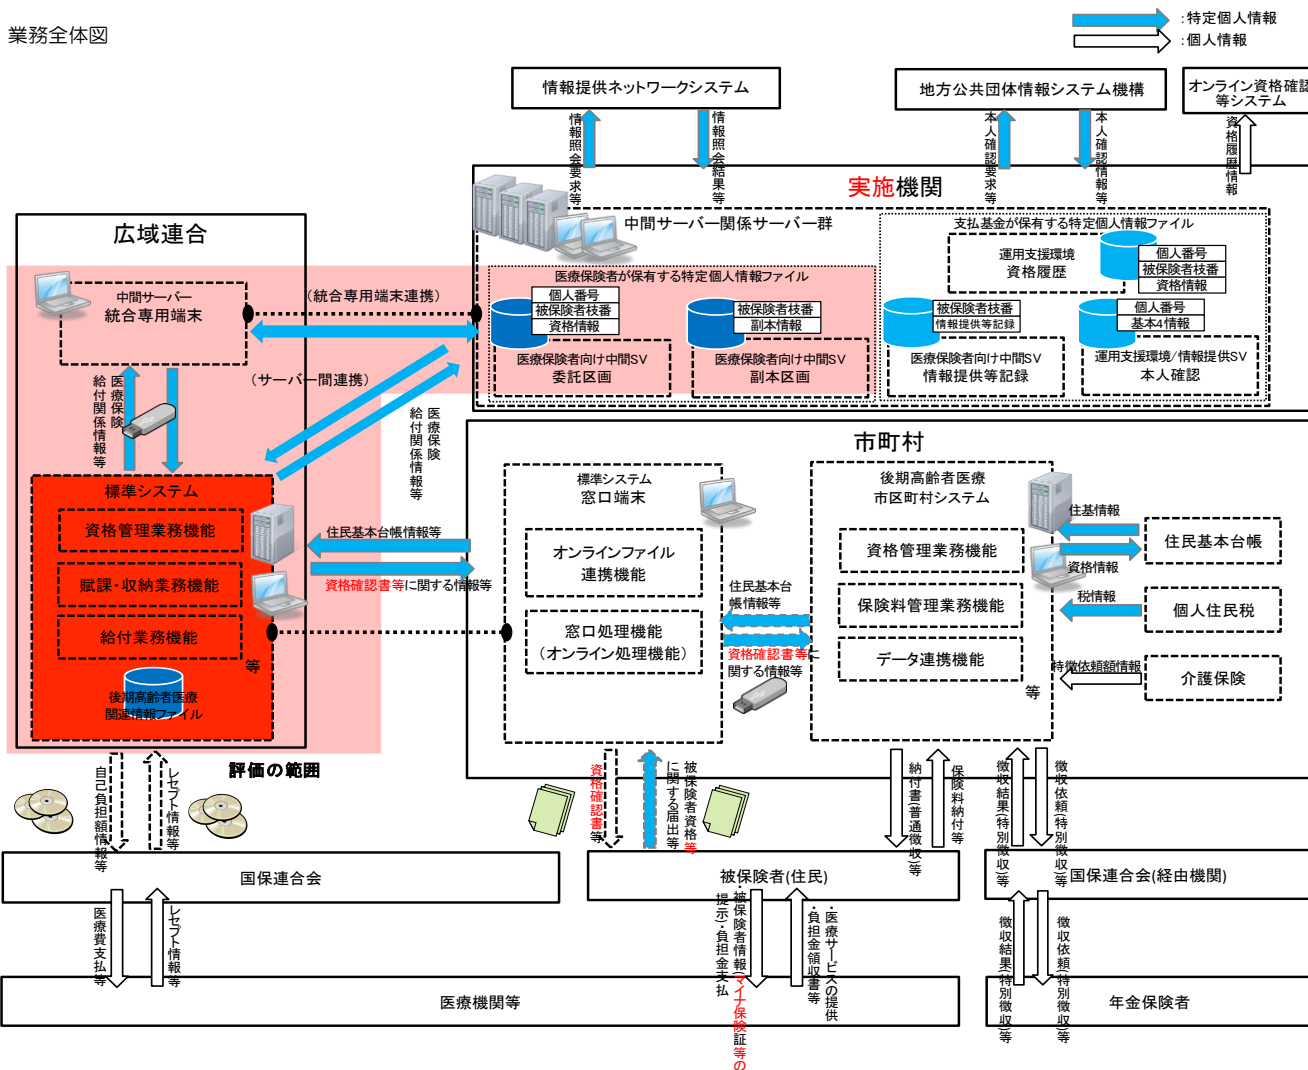 業務全体図
:特定個人情報
:個人情報
情報提供ネットワークシステム
地方公共団体情報システム機構
オンライン資格確認
等システム
情報照会要求等
情報照会結果等
本人確認要求等
本人確認情報等
資格履歴情報
実施機関
中間サーバー関係サーバー群
医療保険者が保有する特定個人情報ファイル
個人番号
被保険者枝番
資格情報
医療保険者向け中間SV
委託区画
被保険者枝番
副本情報
医療保険者向け中間SV
副本区画
支払基金が保有する特定個人情報ファイル
運用支援環境
資格履歴
個人番号
被保険者枝番
資格情報
被保険者枝番
情報提供等記録
医療保険者向け中間SV
情報提供等記録
個人番号
基本4情報
運用支援環境/情報提供SV
本人確認
広域連合
中間サーバー
統合専用端末
(統合専用端末連携)
(サーバー間連携)
医療保険
給付関係情報等
医療保険
給付関係情報等
標準システム
資格管理業務機能
賦課・収納業務機能
給付業務機能
等
後期高齢者医療
関連情報ファイル
評価の範囲
住民基本台帳情報等
資格確認書等に関する情報等
市町村
標準システム
窓口端末
オンラインファイル
連携機能
窓口処理機能
(オンライン処理機能)
住民基本台
帳情報等
資格確認書等に
関する情報等
後期高齢者医療
市区町村システム
資格管理業務機能
保険料管理業務機能
データ連携機能
等
住基情報
資格情報
税情報
特徴依頼額情報
住民基本台帳
個人住民税
介護保険
自己負担額情報等
レセプト情報等
資格確認書等
被保険者資格等
に関する届出等
納付書(普通徴収)等
保険料納付等
徴収結果(特別徴収)等
徴収依頼(特別徴収)等
国保連合会
被保険者(住民)
国保連合会(経由機関)
医療費支払等
レセプト情報等
・被保険者情報(マイナ保険証等の
提示)・負担金支払
・医療サービスの提供
・負担金領収書等
徴収結果(特別徴収)等
徴収依頼(特別徴収)等
医療機関等
年金保険者